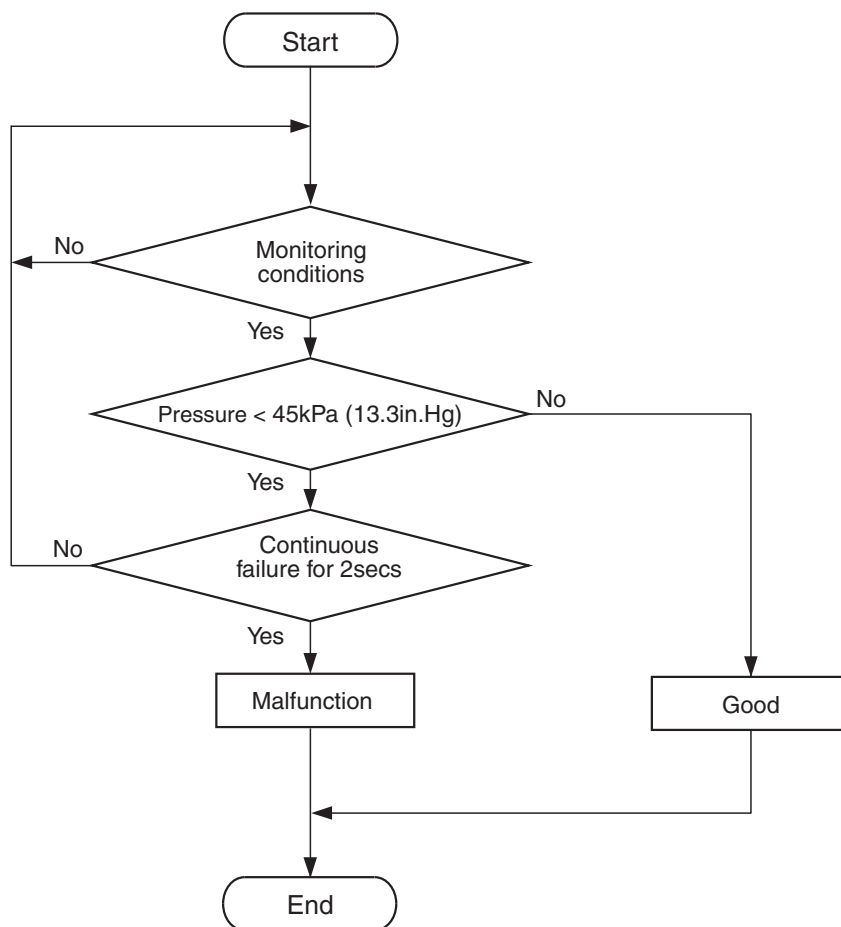 Start
No
Monitoring
conditions
Yes
Pressure < 45kPa (13.3in.Hg)
No
Yes
No
Continuous
failure for 2secs
Yes
Malfunction
Good
End